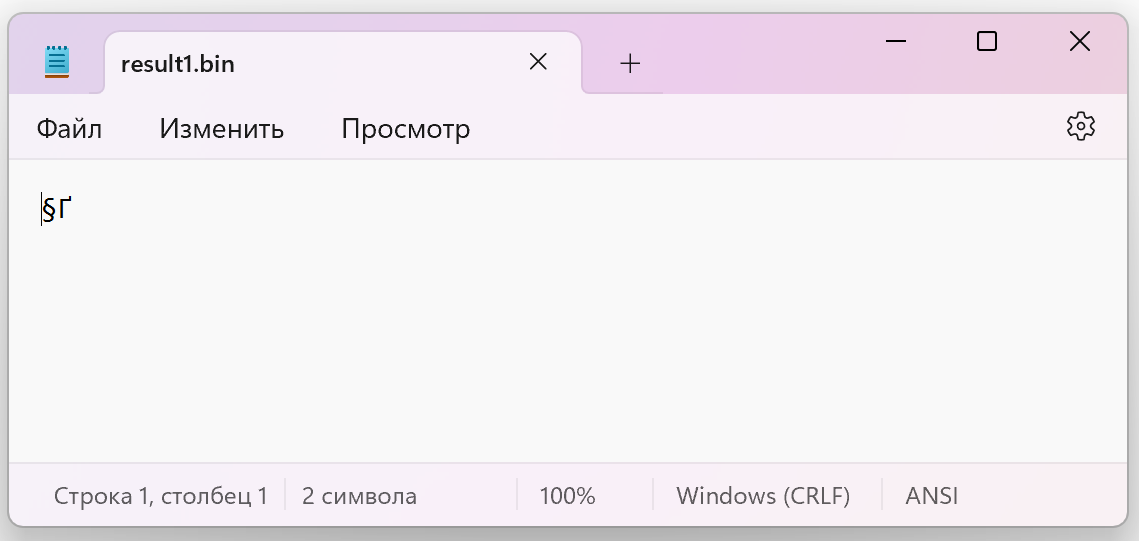 result1.bin
Файл Изменить Просмотр
§Ґ
Строка 1, столбец 1 2 символа 100% Windows (CRLF) ANSI